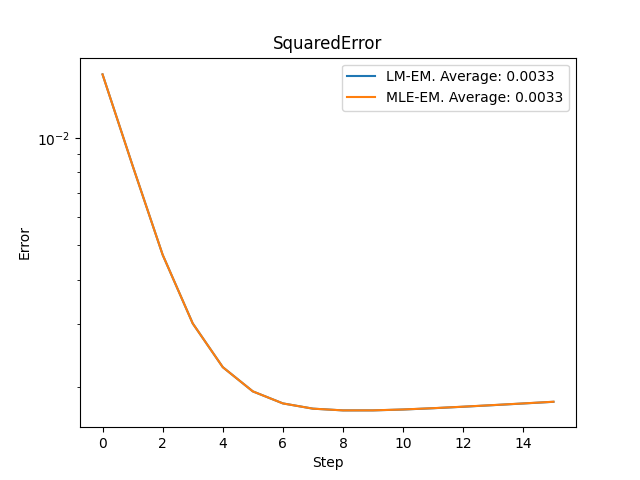 SquaredError
LM-EM. Average: 0.0033
MLE-EM. Average: 0.0033
10⁻²
Error
0 2 4 6 8 10 12 14
Step